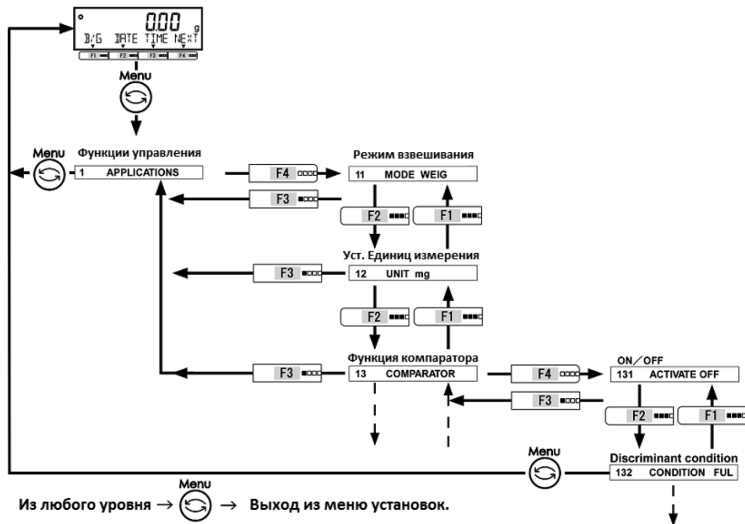 0.00 g
B/G DATE TIME NEXT
F1 F2 F3 F4
Menu
Menu
Функции управления
1 APPLICATIONS
F4
Режим взвешивания
11 MODE WEIG
F3
F2 F1
Уст. Единиц измерения
F3
12 UNIT mg
F2 F1
Функция компаратора
F3
13 COMPARATOR
F4
ON/OFF
131 ACTIVATE OFF
F3
F2 F1
Menu
Discriminant condition
132 CONDITION FUL
Menu
Из любого уровня → → Выход из меню установок.